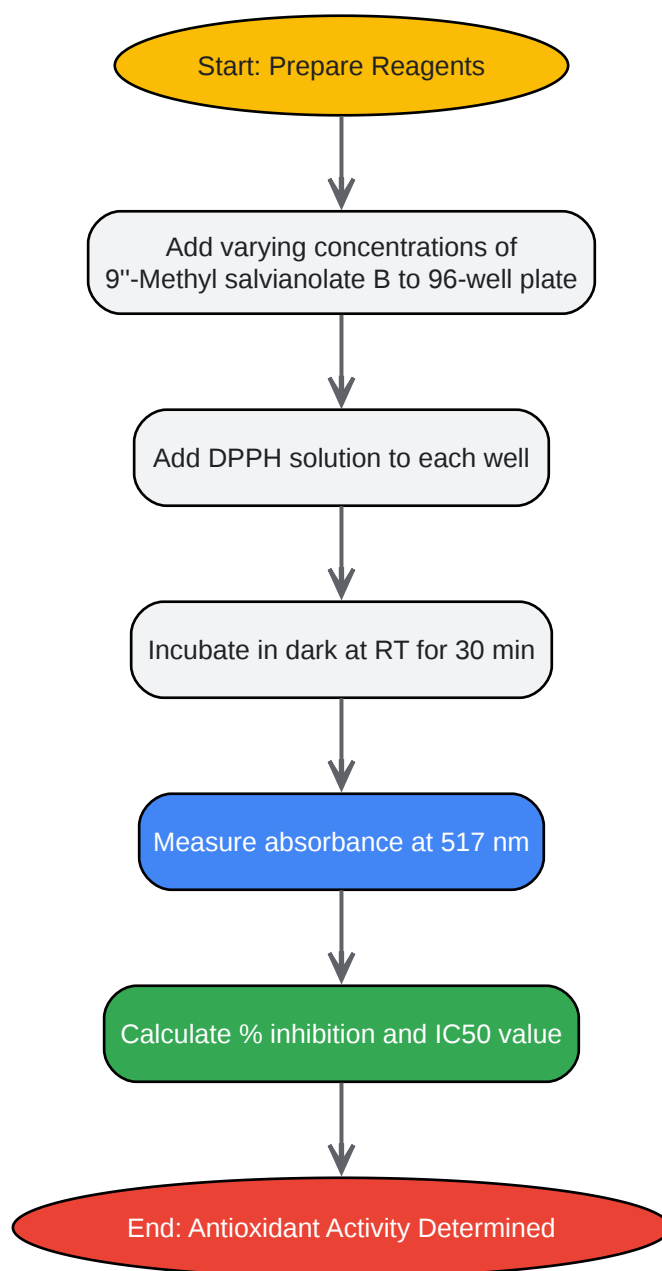 Start: Prepare Reagents
Add varying concentrations of
9''-Methyl salvianolate B to 96-well plate
Add DPPH solution to each well
Incubate in dark at RT for 30 min
Measure absorbance at 517 nm
Calculate % inhibition and IC50 value
End: Antioxidant Activity Determined